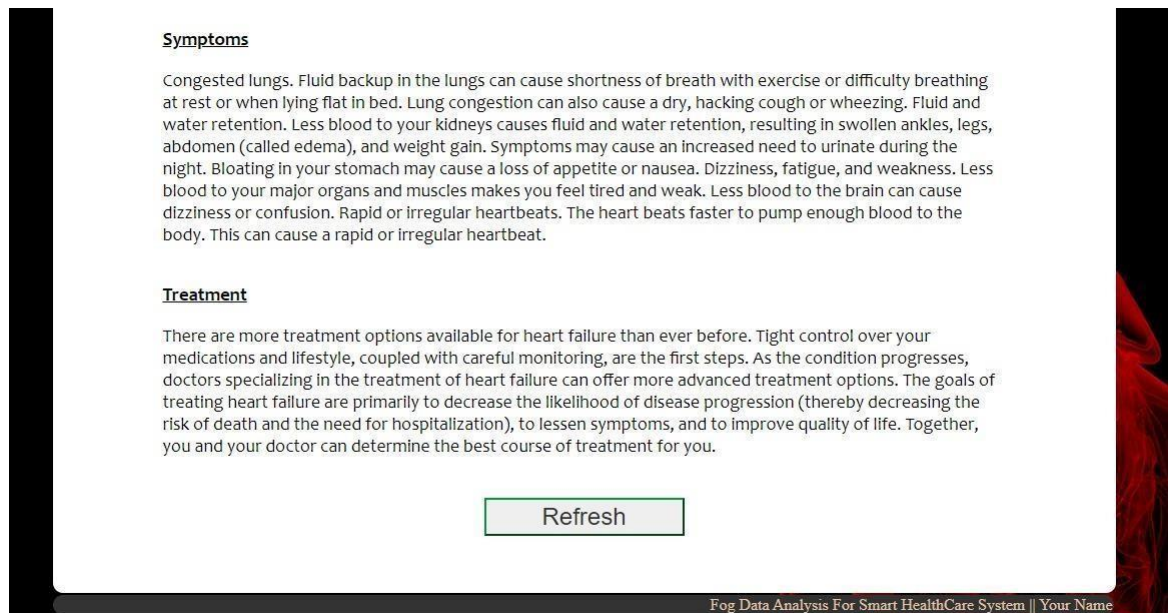 Symptoms
Congested lungs. Fluid backup in the lungs can cause shortness of breath with exercise or difficulty breathing
at rest or when lying flat in bed. Lung congestion can also cause a dry, hacking cough or wheezing. Fluid and
water retention. Less blood to your kidneys causes fluid and water retention, resulting in swollen ankles, legs,
abdomen (called edema), and weight gain. Symptoms may cause an increased need to urinate during the
night. Bloating in your stomach may cause a loss of appetite or nausea. Dizziness, fatigue, and weakness. Less
blood to your major organs and muscles makes you feel tired and weak. Less blood to the brain can cause
dizziness or confusion. Rapid or irregular heartbeats. The heart beats faster to pump enough blood to the
body. This can cause a rapid or irregular heartbeat.
Treatment
There are more treatment options available for heart failure than ever before. Tight control over your
medications and lifestyle, coupled with careful monitoring, are the first steps. As the condition progresses,
doctors specializing in the treatment of heart failure can offer more advanced treatment options. The goals of
treating heart failure are primarily to decrease the likelihood of disease progression (thereby decreasing the
risk of death and the need for hospitalization), to lessen symptoms, and to improve quality of life. Together,
you and your doctor can determine the best course of treatment for you.
Refresh
Fog Data Analysis For Smart HealthCare System || Your Name